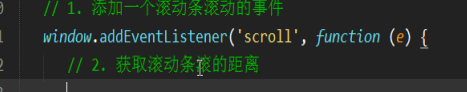 // 1. 添加一个滚动条滚动的事件
window.addEventListener('scroll', function (e) {
// 2. 获取滚动条滚的距离